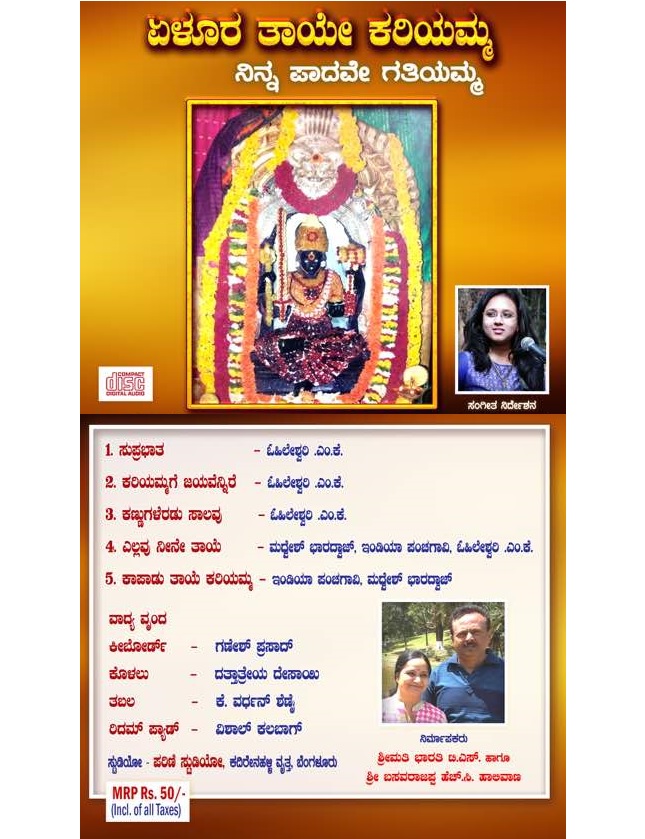 ಏಳೂರ ತಾಯೇ ಕರಿಯಮ್ಮ
ನಿನ್ನ ಪಾದವೇ ಗತಿಯಮ್ಮ
COMPACT
disc
DIGITAL AUDIO
ಸಂಗೀತ ನಿರ್ದೇಶನ
1. ಸುಪ್ರಭಾತ - ಓಹಿಲೇಶ್ವರಿ .ಎಂ.ಕೆ.
2. ಕರಿಯಮ್ಮಗೆ ಜಯವೆನ್ನಿರೆ - ಓಹಿಲೇಶ್ವರಿ .ಎಂ.ಕೆ.
3. ಕಣ್ಣುಗಳೆರಡು ಸಾಲವು - ಓಹಿಲೇಶ್ವರಿ .ಎಂ.ಕೆ.
4. ಎಲ್ಲವು ನೀನೇ ತಾಯೆ - ಮದ್ವೇಶ್ ಭಾರದ್ವಾಜ್, ಇಂಡಿಯಾ ಪಂಚಗಾವಿ, ಓಹಿಲೇಶ್ವರಿ .ಎಂ.ಕೆ.
5. ಕಾಪಾಡು ತಾಯೆ ಕರಿಯಮ್ಮ - ಇಂಡಿಯಾ ಪಂಚಗಾವಿ, ಮದ್ವೇಶ್ ಭಾರದ್ವಾಜ್
ವಾದ್ಯ ವೃಂದ
ಕೀಬೋರ್ಡ್ - ಗಣೇಶ್ ಪ್ರಸಾದ್
ಕೊಳಲು - ದತ್ತಾತ್ರೇಯ ದೇಸಾಯಿ
ತಬಲ - ಕೆ. ವರ್ಧನ್ ಶೆಣೈ
ರಿದಮ್ ಪ್ಯಾಡ್ - ವಿಶಾಲ್ ಕಲಬಾಗ್
ಸ್ಟುಡಿಯೋ - ಪರಿಣಿ ಸ್ಟುಡಿಯೋ, ಕದಿರೇನಹಳ್ಳಿ ವೃತ್ತ, ಬೆಂಗಳೂರು
ನಿರ್ಮಾಪಕರು
ಶ್ರೀಮತಿ ಭಾರತಿ ಟಿ.ಎಸ್. ಹಾಗೂ
ಶ್ರೀ ಬಸವರಾಜಪ್ಪ ಹೆಚ್.ಸಿ. ಹಾಲಿವಾಣ
MRP Rs. 50/-
(Incl. of all Taxes)